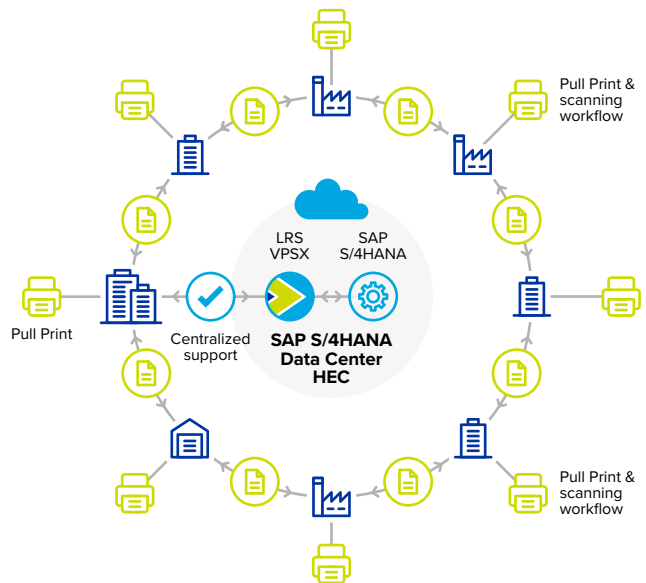 Pull Print &
scanning
workflow
LRS
VPSX
SAP
S/4HANA
Pull Print
Centralized
support
SAP S/4HANA
Data Center
HEC
Pull Print &
scanning
workflow